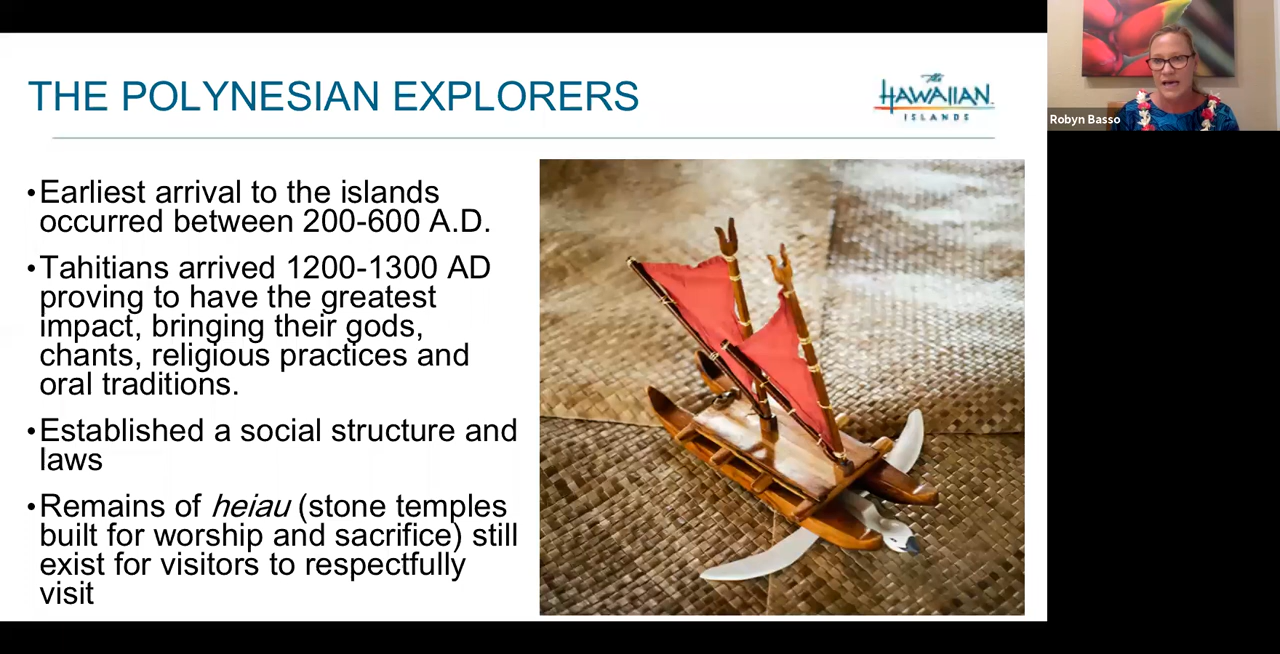 THE POLYNESIAN EXPLORERS
The
HAWAIIAN
ISLANDS
•Earliest arrival to the islands
occurred between 200-600 A.D.
•Tahitians arrived 1200-1300 AD
proving to have the greatest
impact, bringing their gods,
chants, religious practices and
oral traditions.
•Established a social structure and
laws
•Remains of heiau (stone temples
built for worship and sacrifice) still
exist for visitors to respectfully
visit
Robyn Basso